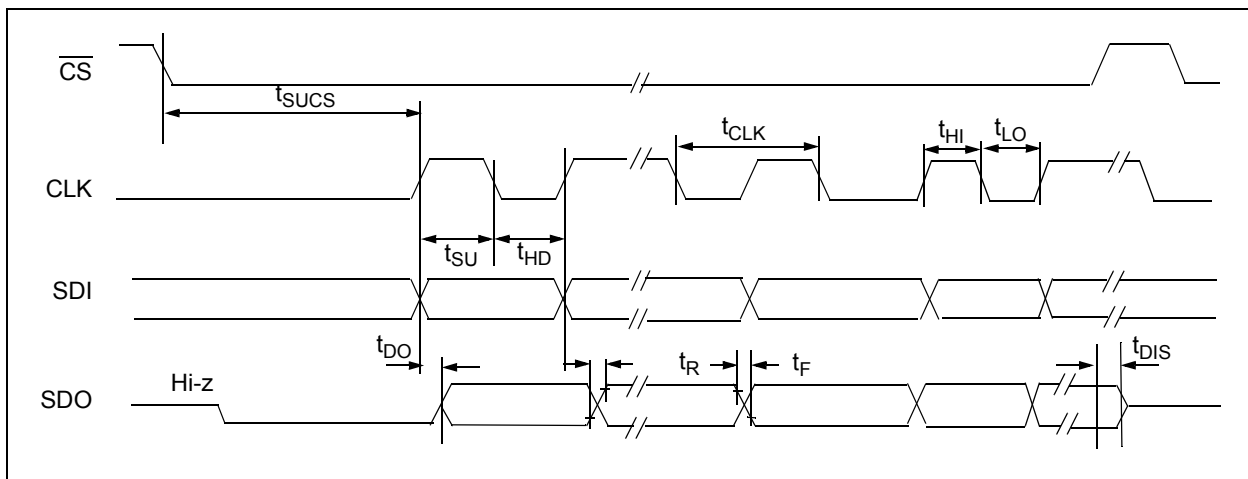 CS
tSUCS
tCLK
tHI
tLO
CLK
tSU
tHD
SDI
tDO
tR
tF
tDIS
Hi-z
SDO